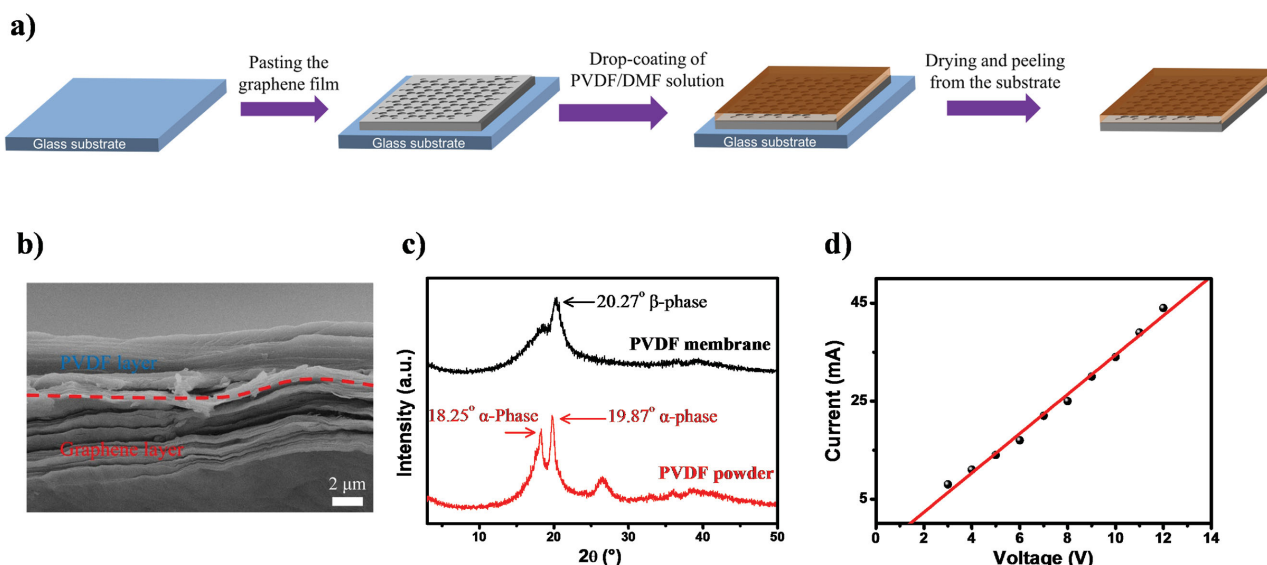 a)
Pasting the
graphene film
Drop-coating of
PVDF/DMF solution
Drying and peeling
from the substrate
Glass substrate
Glass substrate
Glass substrate
b)
PVDF layer
Graphene layer
2 μm
c)
20.27° β-phase
PVDF membrane
18.25° α-Phase
19.87° α-phase
PVDF powder
Intensity (a.u.)
10 20 30 40 50
2θ (°)
d)
45
25
5
Current (mA)
0 2 4 6 8 10 12 14
Voltage (V)